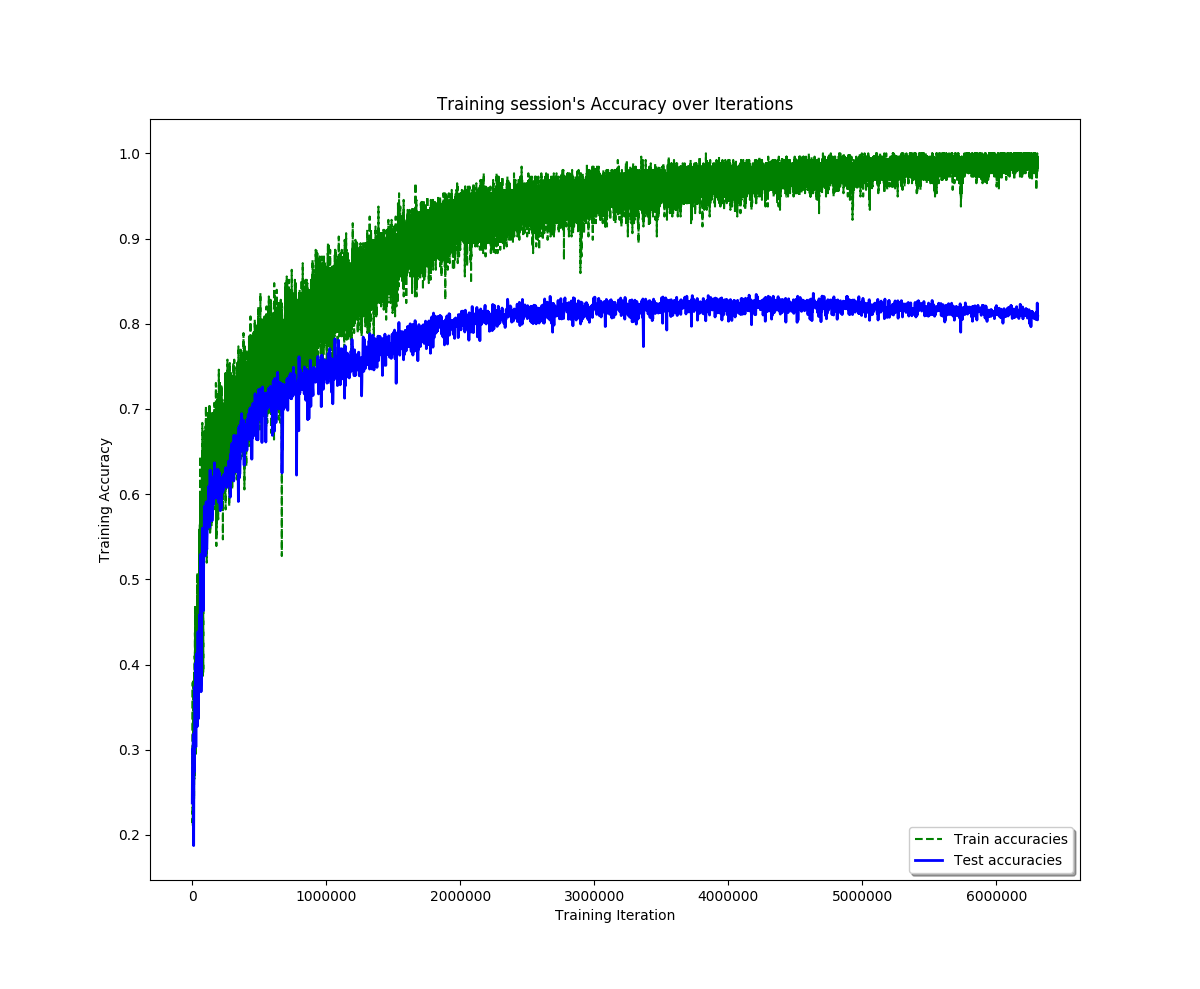 Training session's Accuracy over Iterations
1.0
0.9
0.8
0.7
0.6
0.5
0.4
0.3
0.2
Training Accuracy
Train accuracies
Test accuracies
0 1000000 2000000 3000000 4000000 5000000 6000000
Training Iteration